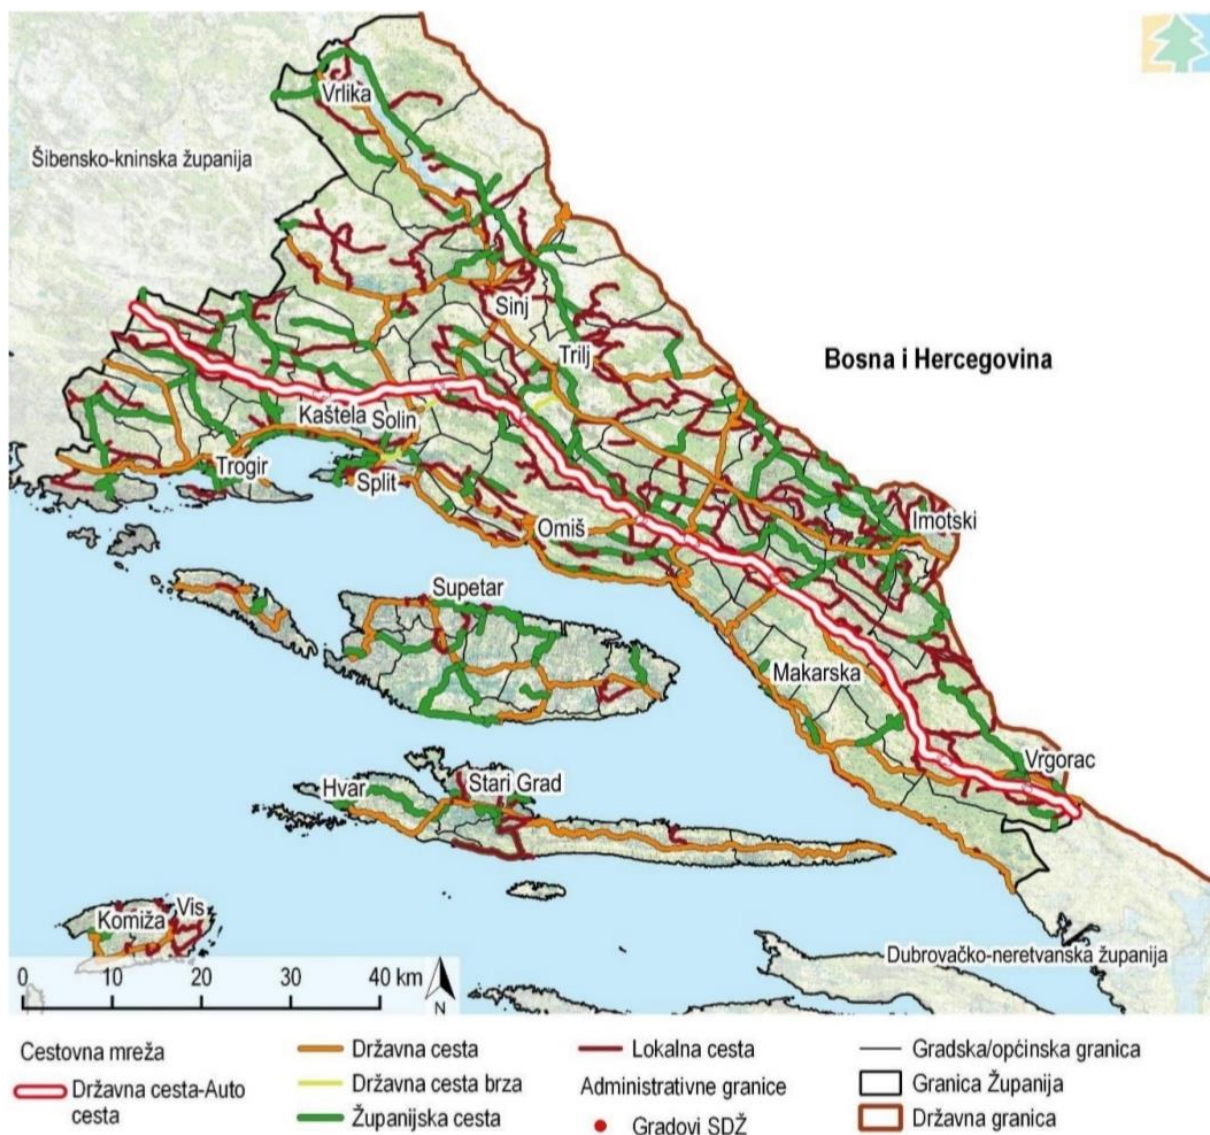 Vrlika
Šibensko-kninska županija
Sinj
Trilj
Bosna i Hercegovina
Kaštela
Solin
Trogir
Split
Omiš
Imotski
Supetar
Makarska
Hvar
Stari Grad
Vrgorac
Komiža
Vis
Dubrovačko-neretvanska županija
0 10 20 30 40 km
N
Cestovna mreža
Državna cesta-Auto
cesta
Državna cesta
Državna cesta brza
Županijska cesta
Lokalna cesta
Administrativne granice
Gradovi SDŽ
Gradska/općinska granica
Granica Županija
Državna granica